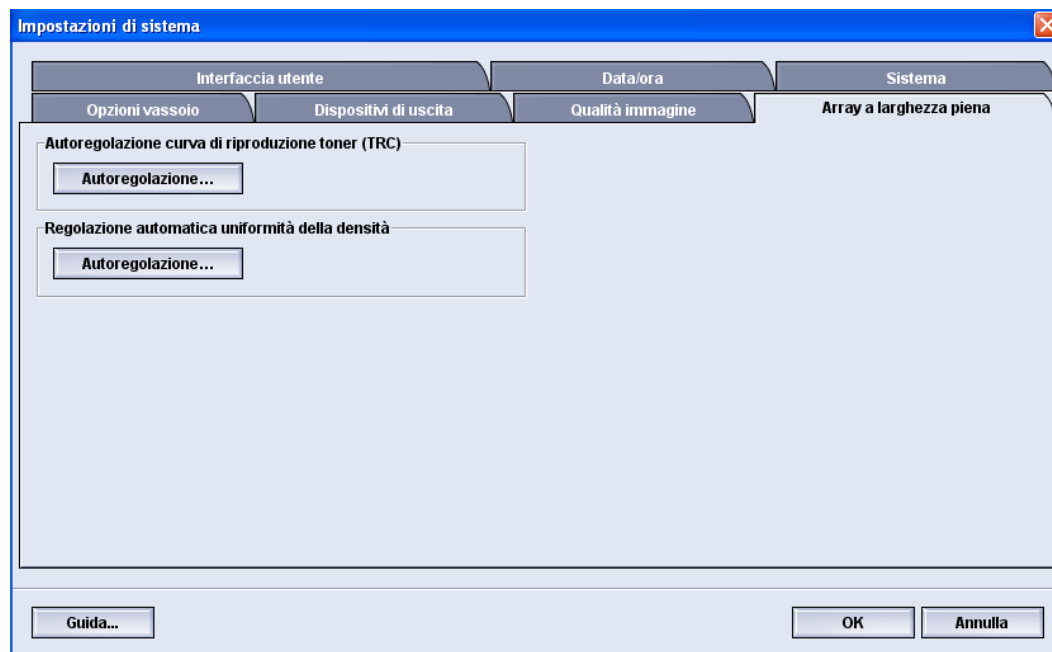 Impostazioni di sistema
Interfaccia utente
Data/ora
Sistema
Opzioni vassoio
Dispositivi di uscita
Qualità immagine
Array a larghezza piena
Autoregolazione curva di riproduzione toner (TRC)
Autoregolazione...
Regolazione automatica uniformità della densità
Autoregolazione...
Guida...
OK
Annulla